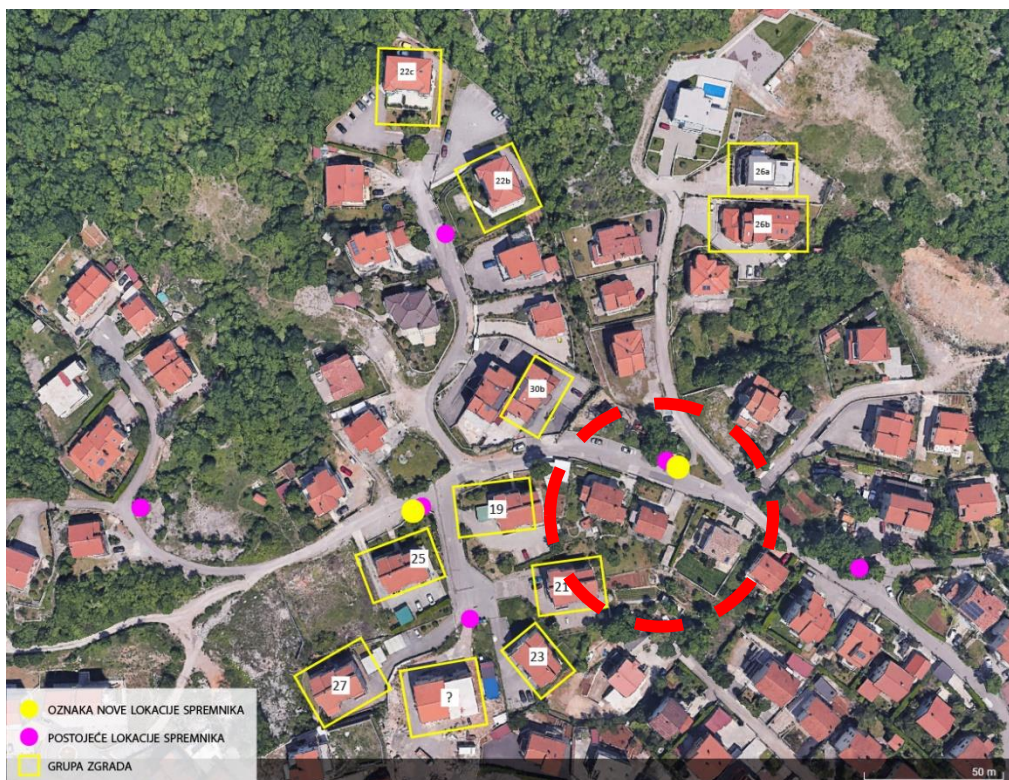 22c
22b
26a
26b
30b
19
25
21
23
27
?
OZNAKA NOVE LOKACIJE SPREMNIKA
POSTOJEĆE LOKACIJE SPREMNIKA
GRUPA ZGRADA
50 m